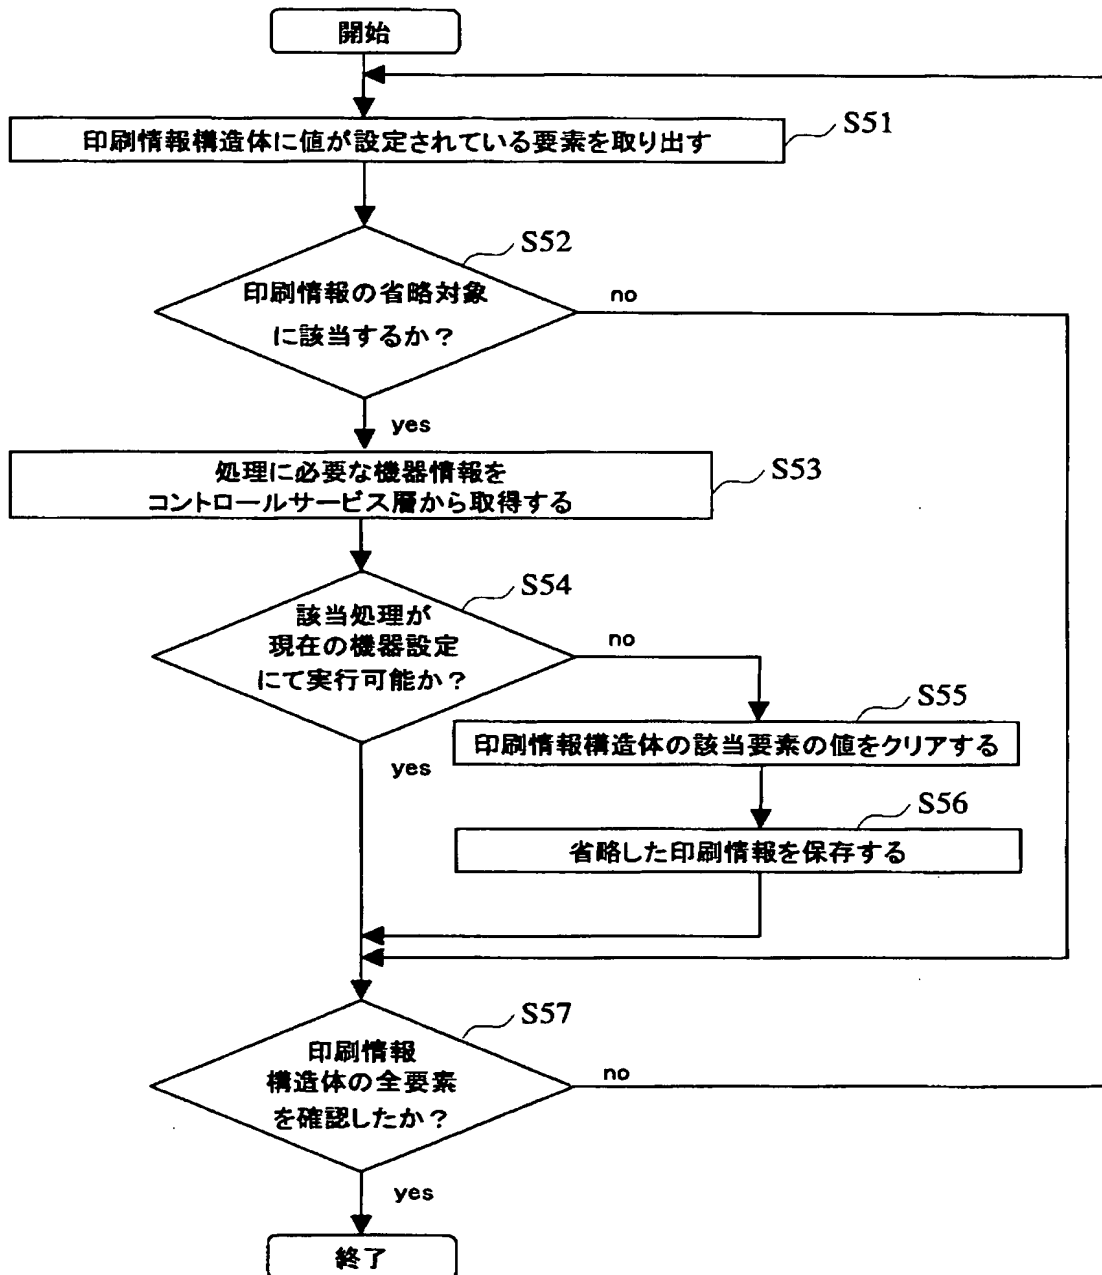 開始
印刷情報構造体に値が設定されている要素を取り出す
S51
S52
印刷情報の省略対象
に該当するか？
no
yes
処理に必要な機器情報を
コントロールサービス層から取得する
S53
S54
該当処理が
現在の機器設定
にて実行可能か？
no
yes
S55
印刷情報構造体の該当要素の値をクリアする
S56
省略した印刷情報を保存する
S57
印刷情報
構造体の全要素
を確認したか？
no
yes
終了